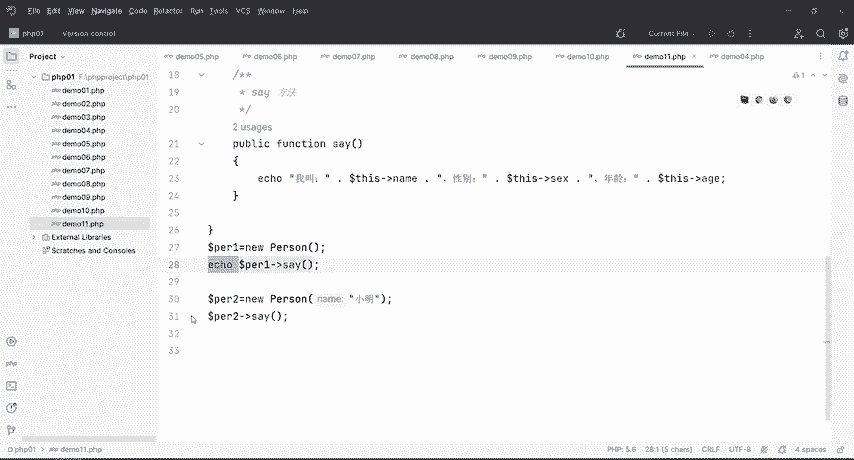 File Edit View Navigate Code Refactor Run Tools VCS Window Help
php01 Version control Current File
Project
demo05.php demo06.php demo07.php demo08.php demo09.php demo10.php demo11.php demo04.php
php01 F:\phpproject\php01
demo01.php
demo02.php
demo03.php
demo04.php
demo05.php
demo06.php
demo07.php
demo08.php
demo09.php
demo10.php
demo11.php
External Libraries
Scratches and Consoles
18 /**
19 * say 方法
20 */
2 usages
21 public function say()
22 {
23 echo "我叫：" . $this->name . "、性别：" . $this->sex . "、年龄：" . $this->age;
24 }
25
26 }
27 $per1=new Person();
28 echo $per1->say();
29
30 $per2=new Person( name: "小明");
31 $per2->say();
32
33
1
php01 > demo11.php PHP: 5.6 28:1 (5 chars) CRLF UTF-8 4 spaces